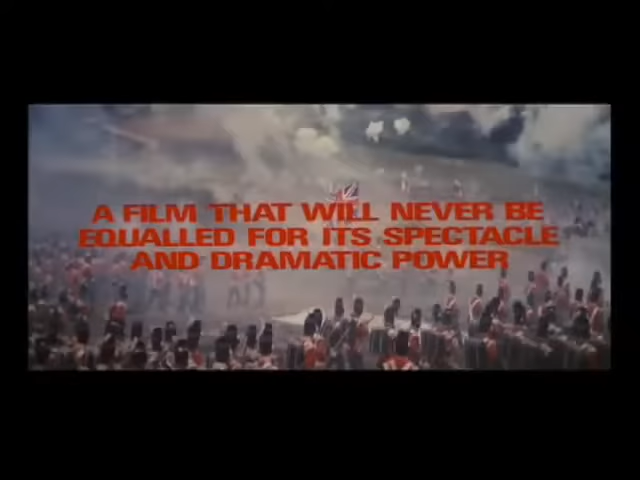 A FILM THAT WILL NEVER BE
EQUALLED FOR ITS SPECTACLE
AND DRAMATIC POWER